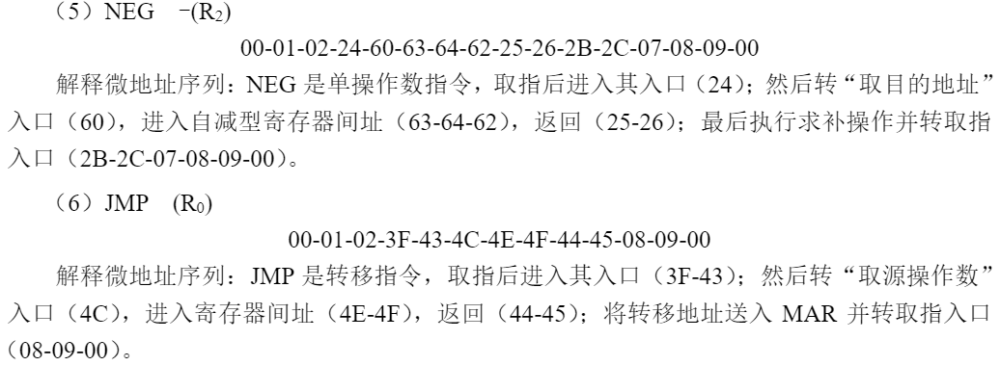 （5）NEG −(R2)
00-01-02-24-60-63-64-62-25-26-2B-2C-07-08-09-00
解释微地址序列：NEG 是单操作数指令，取指后进入其入口（24）；然后转“取目的地址”
入口（60），进入自减型寄存器间址（63-64-62），返回（25-26）；最后执行求补操作并转取指
入口（2B-2C-07-08-09-00）。
（6）JMP (R0)
00-01-02-3F-43-4C-4E-4F-44-45-08-09-00
解释微地址序列：JMP 是转移指令，取指后进入其入口（3F-43）；然后转“取源操作数”
入口（4C），进入寄存器间址（4E-4F），返回（44-45）；将转移地址送入 MAR 并转取指入口
（08-09-00）。